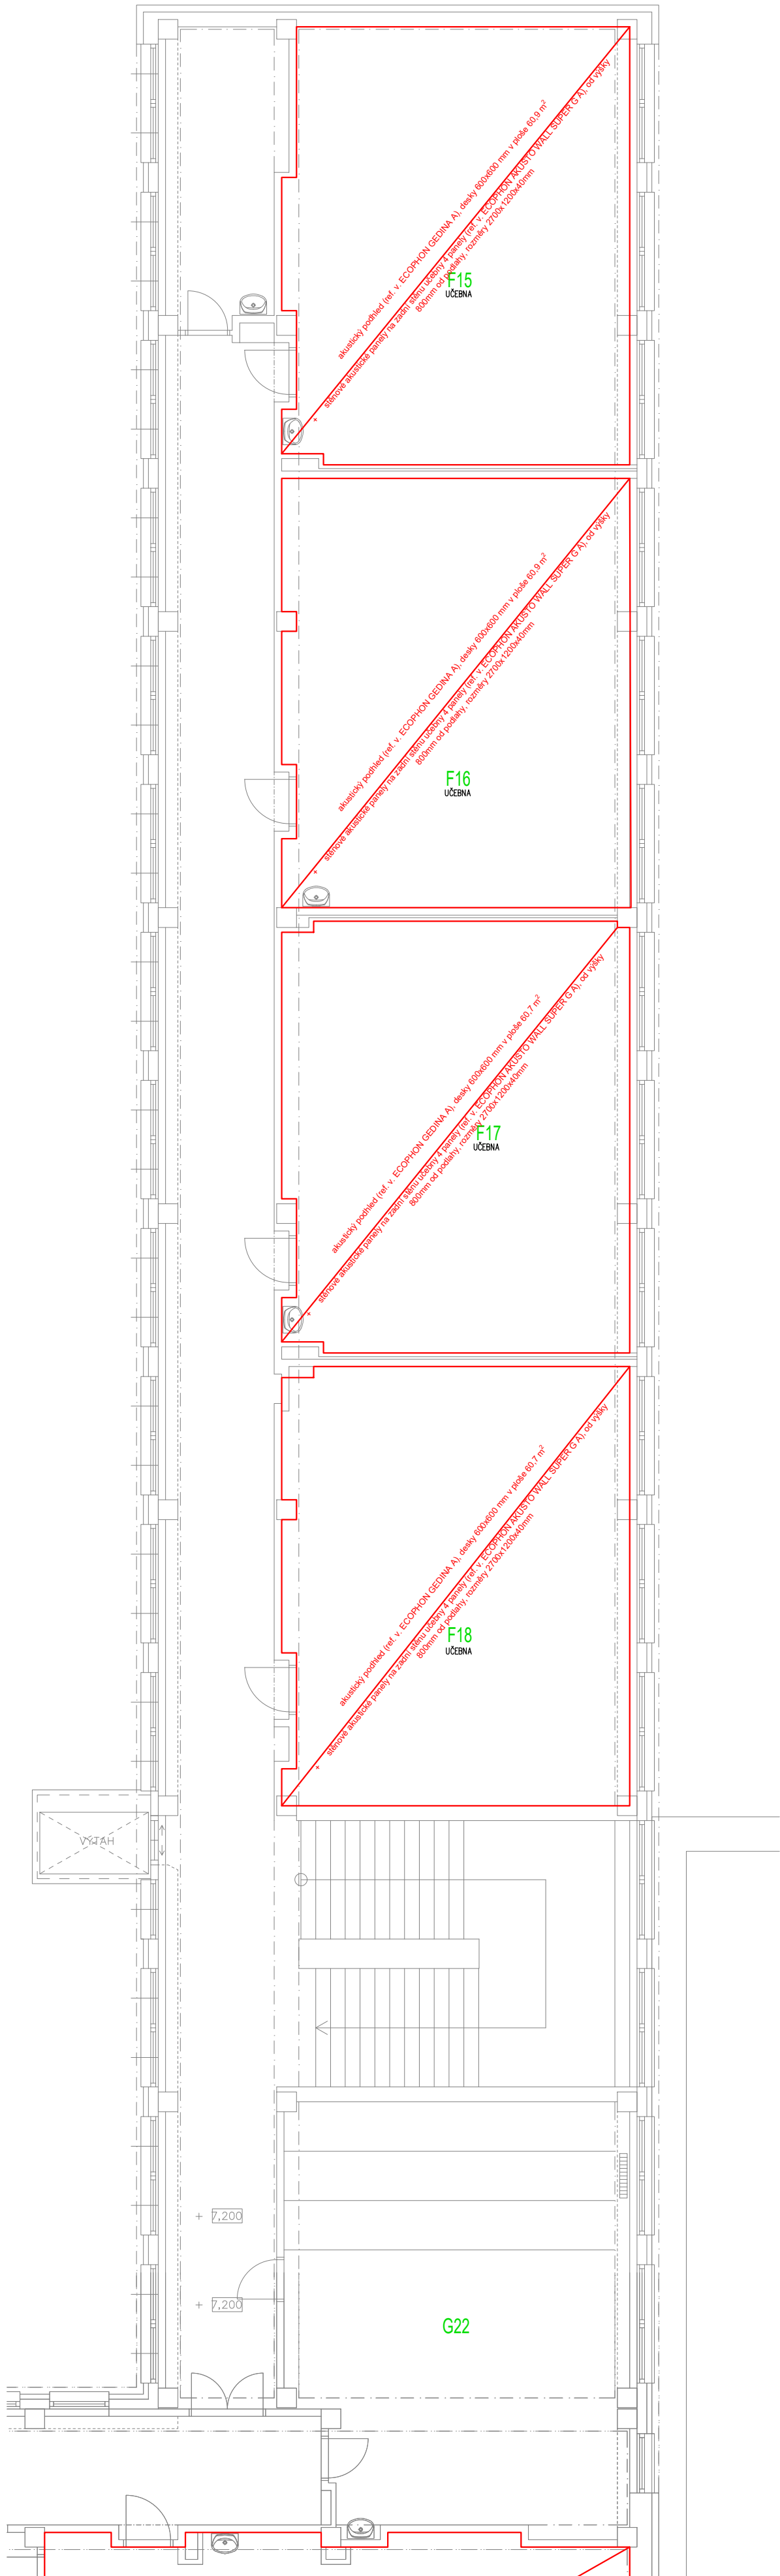 akustický podhled (ref. v. ECOPHON GEDINA A), desky 600x600 mm v ploše 60,9 m²
stěnové akustické panely na zadní stěnu učebny 4 panely (ref. v. ECOPHON AKUSTO WALL SUPER G A), od výšky
800mm od podlahy, rozměry 2700x1200x40mm
F15
UČEBNA
akustický podhled (ref. v. ECOPHON GEDINA A), desky 600x600 mm v ploše 60,9 m²
stěnové akustické panely na zadní stěnu učebny 4 panely (ref. v. ECOPHON AKUSTO WALL SUPER G A), od výšky
800mm od podlahy, rozměry 2700x1200x40mm
F16
UČEBNA
akustický podhled (ref. v. ECOPHON GEDINA A), desky 600x600 mm v ploše 60,7 m²
stěnové akustické panely na zadní stěnu učebny 4 panely (ref. v. ECOPHON AKUSTO WALL SUPER G A), od výšky
800mm od podlahy, rozměry 2700x1200x40mm
F17
UČEBNA
akustický podhled (ref. v. ECOPHON GEDINA A), desky 600x600 mm v ploše 60,7 m²
stěnové akustické panely na zadní stěnu učebny 4 panely (ref. v. ECOPHON AKUSTO WALL SUPER G A), od výšky
800mm od podlahy, rozměry 2700x1200x40mm
F18
UČEBNA
VÝTAH
7,200
7,200
G22